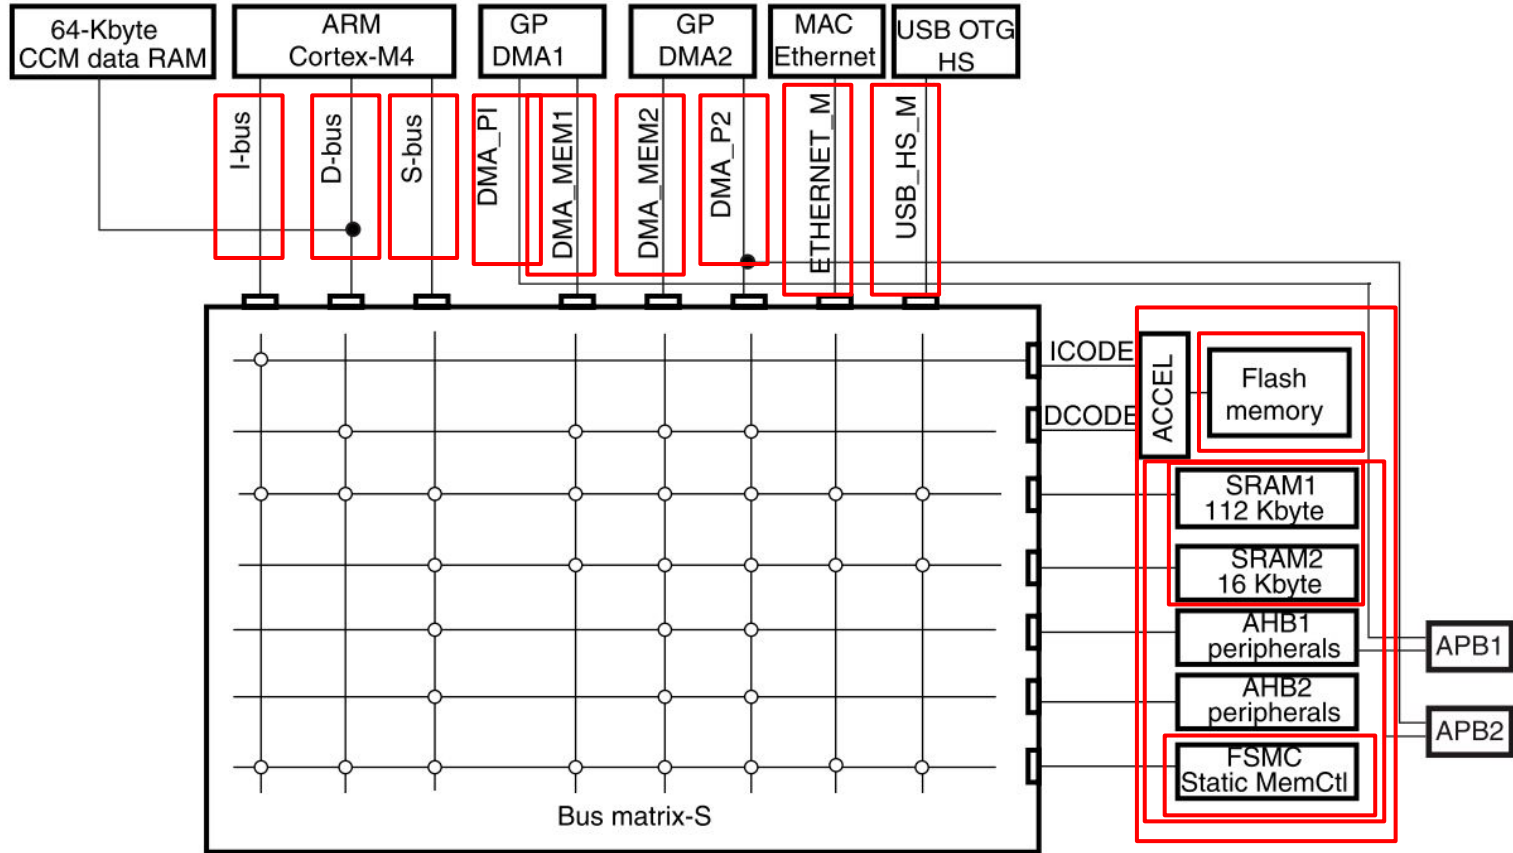 64-Kbyte
CCM data RAM
ARM
Cortex-M4
GP
DMA1
GP
DMA2
MAC
Ethernet
USB OTG
HS
I-bus
D-bus
S-bus
DMA_PI
DMA_MEM1
DMA_MEM2
DMA_P2
ETHERNET_M
USB_HS_M
ICODE
DCODE
ACCEL
Flash
memory
SRAM1
112 Kbyte
SRAM2
16 Kbyte
AHB1
peripherals
APB1
AHB2
peripherals
APB2
FSMC
Static MemCtl
Bus matrix-S